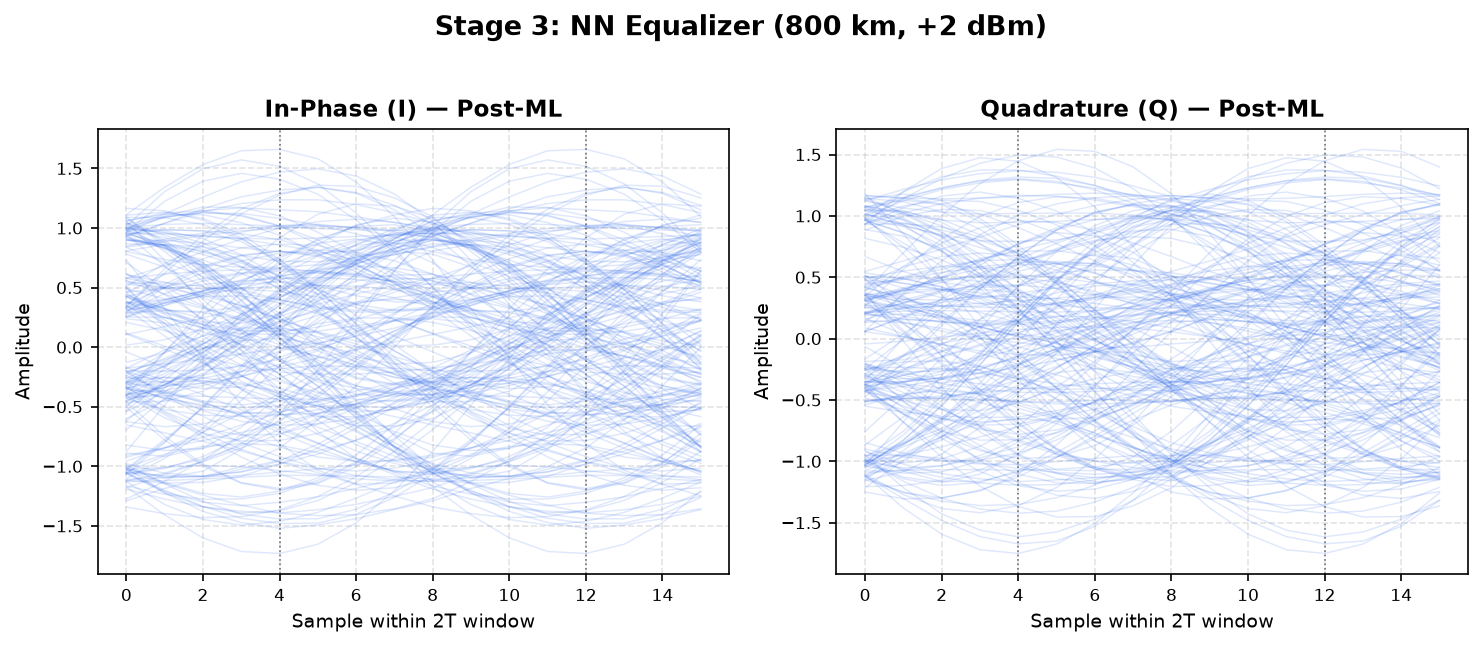 Stage 3: NN Equalizer (800 km, +2 dBm)
In-Phase (I) — Post-ML
Amplitude
1.5
1.0
0.5
0.0
−0.5
−1.0
−1.5
0 2 4 6 8 10 12 14
Sample within 2T window
Quadrature (Q) — Post-ML
Amplitude
1.5
1.0
0.5
0.0
−0.5
−1.0
−1.5
0 2 4 6 8 10 12 14
Sample within 2T window